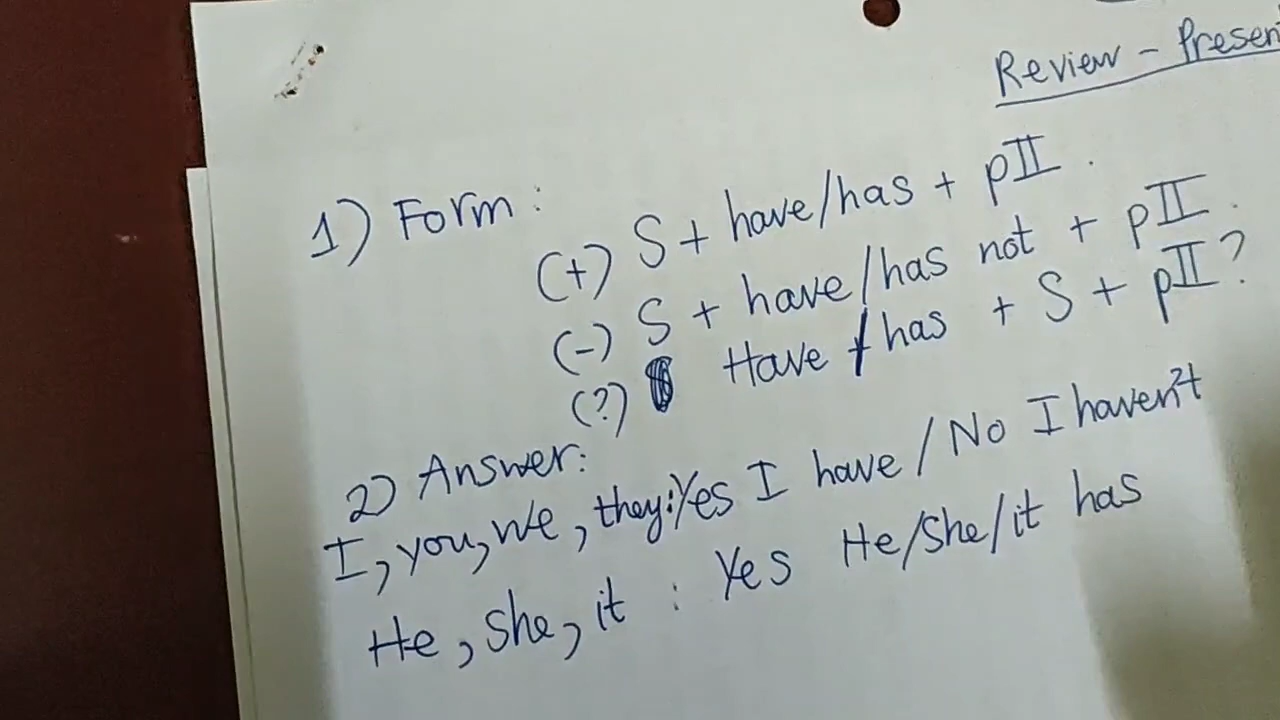 Review - Presen
1) Form:
(+) S + have/has + pII.
(-) S + have/has not + pII.
(?) Have/has + S + pII?
2) Answer:
I, you, we, they: Yes I have / No I haven't
He, she, it : Yes He/She/it has